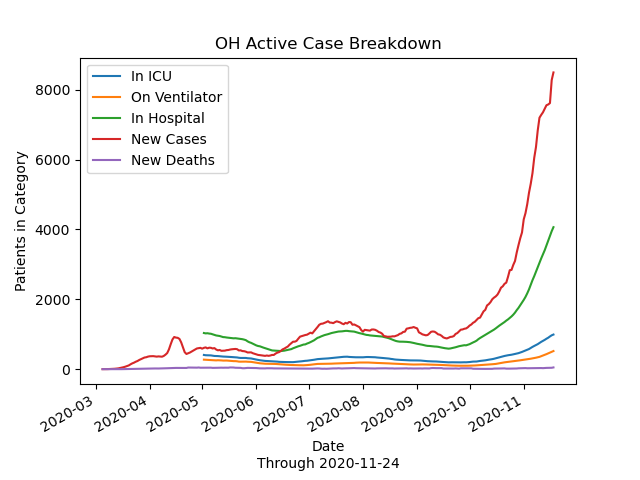 OH Active Case Breakdown
In ICU
On Ventilator
In Hospital
New Cases
New Deaths
Patients in Category
8000
6000
4000
2000
0
2020-03
2020-04
2020-05
2020-06
2020-07
2020-08
2020-09
2020-10
2020-11
Date
Through 2020-11-24